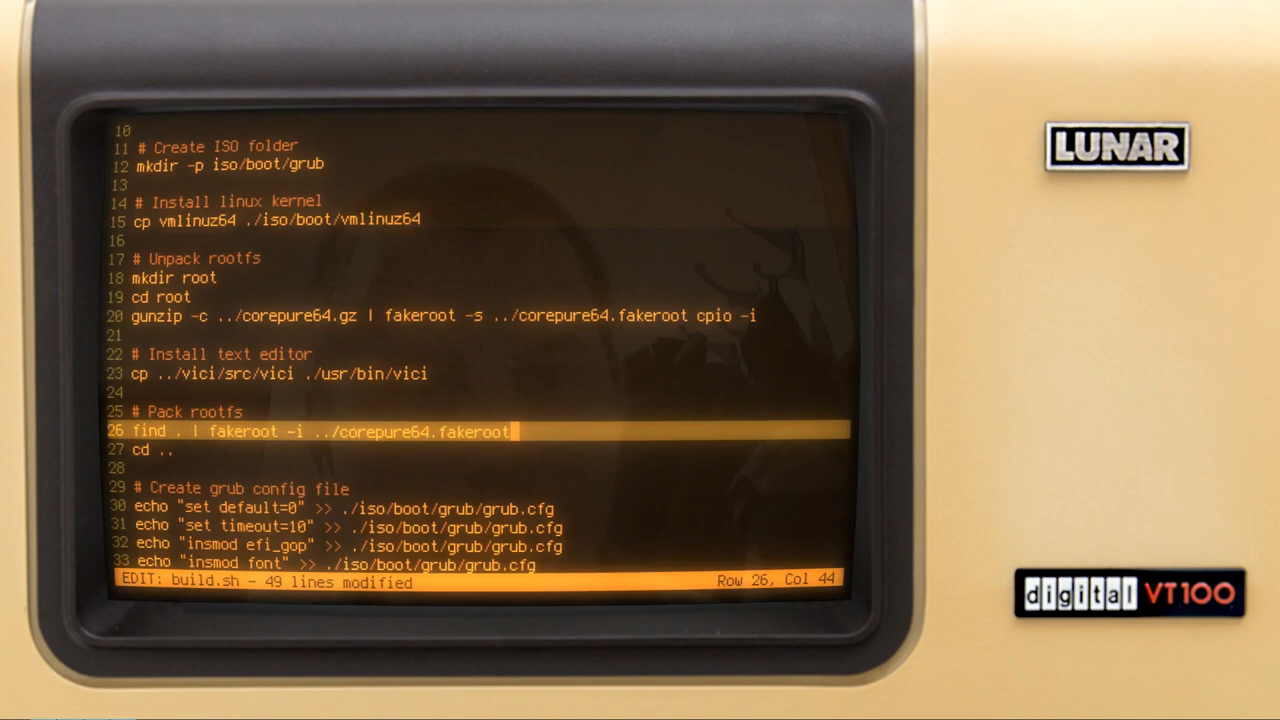 10
11 # Create ISO folder
12 mkdir -p iso/boot/grub
13
14 # Install linux kernel
15 cp vmlinuz64 ./iso/boot/vmlinuz64
16
17 # Unpack rootfs
18 mkdir root
19 cd root
20 gunzip -c ../corepure64.gz | fakeroot -s ../corepure64.fakeroot cpio -i
21
22 # Install text editor
23 cp ../vici/src/vici ./usr/bin/vici
24
25 # Pack rootfs
26 find . | fakeroot -i ../corepure64.fakeroot
27 cd ..
28
29 # Create grub config file
30 echo "set default=0" >> ./iso/boot/grub/grub.cfg
31 echo "set timeout=10" >> ./iso/boot/grub/grub.cfg
32 echo "insmod efi_gop" >> ./iso/boot/grub/grub.cfg
33 echo "insmod font" >> ./iso/boot/grub/grub.cfg
EDIT: build.sh - 49 lines modified Row 26, Col 44
LUNAR
digital VT100